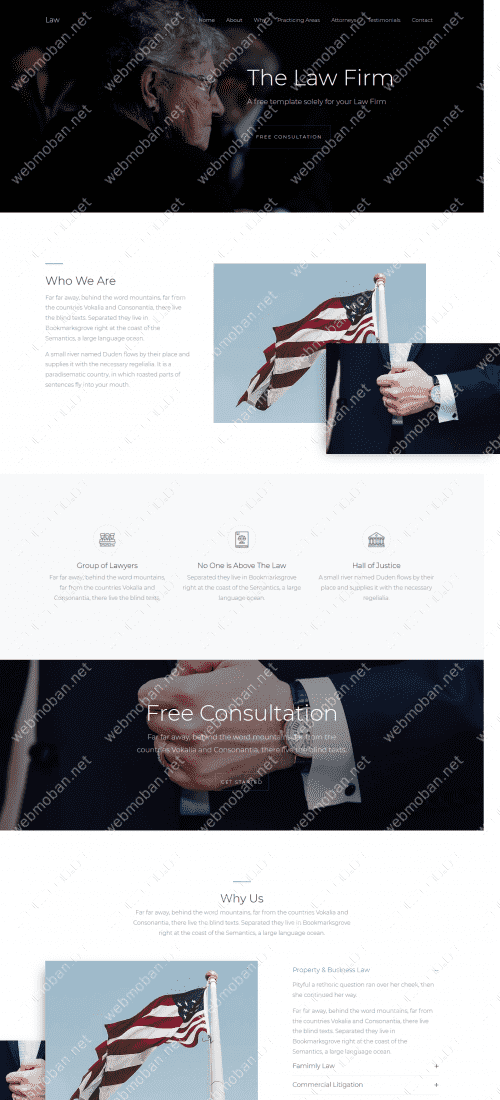 Law
Home About Why Practicing Areas Attorneys Testimonials Contact
The Law Firm
A free template solely for your Law Firm
FREE CONSULTATION
Who We Are
Far far away, behind the word mountains, far from
the countries Vokalia and Consonantia, there live
the blind texts. Separated they live in
Bookmarksgrove right at the coast of the
Semantics, a large language ocean.
A small river named Duden flows by their place and
supplies it with the necessary regelialia. It is a
paradisematic country, in which roasted parts of
sentences fly into your mouth.
Group of Lawyers
Far far away, behind the word mountains,
far from the countries Vokalia and
Consonantia, there live the blind texts.
No One is Above The Law
Separated they live in Bookmarksgrove
right at the coast of the Semantics, a large
language ocean.
Hall of Justice
A small river named Duden flows by their
place and supplies it with the necessary
regelialia.
Free Consultation
Far far away, behind the word mountains, far from the
countries Vokalia and Consonantia, there live the blind texts.
GET STARTED
Why Us
Far far away, behind the word mountains, far from the countries Vokalia and
Consonantia, there live the blind texts. Separated they live in Bookmarksgrove
right at the coast of the Semantics, a large language ocean.
Property & Business Law −
Pityful a rethoric question ran over her cheek, then
she continued her way.
Far far away, behind the word mountains, far from
the countries Vokalia and Consonantia, there live
the blind texts. Separated they live in
Bookmarksgrove right at the coast of the
Semantics, a large language ocean.
Famimly Law +
Commercial Litigation +
webmoban.net